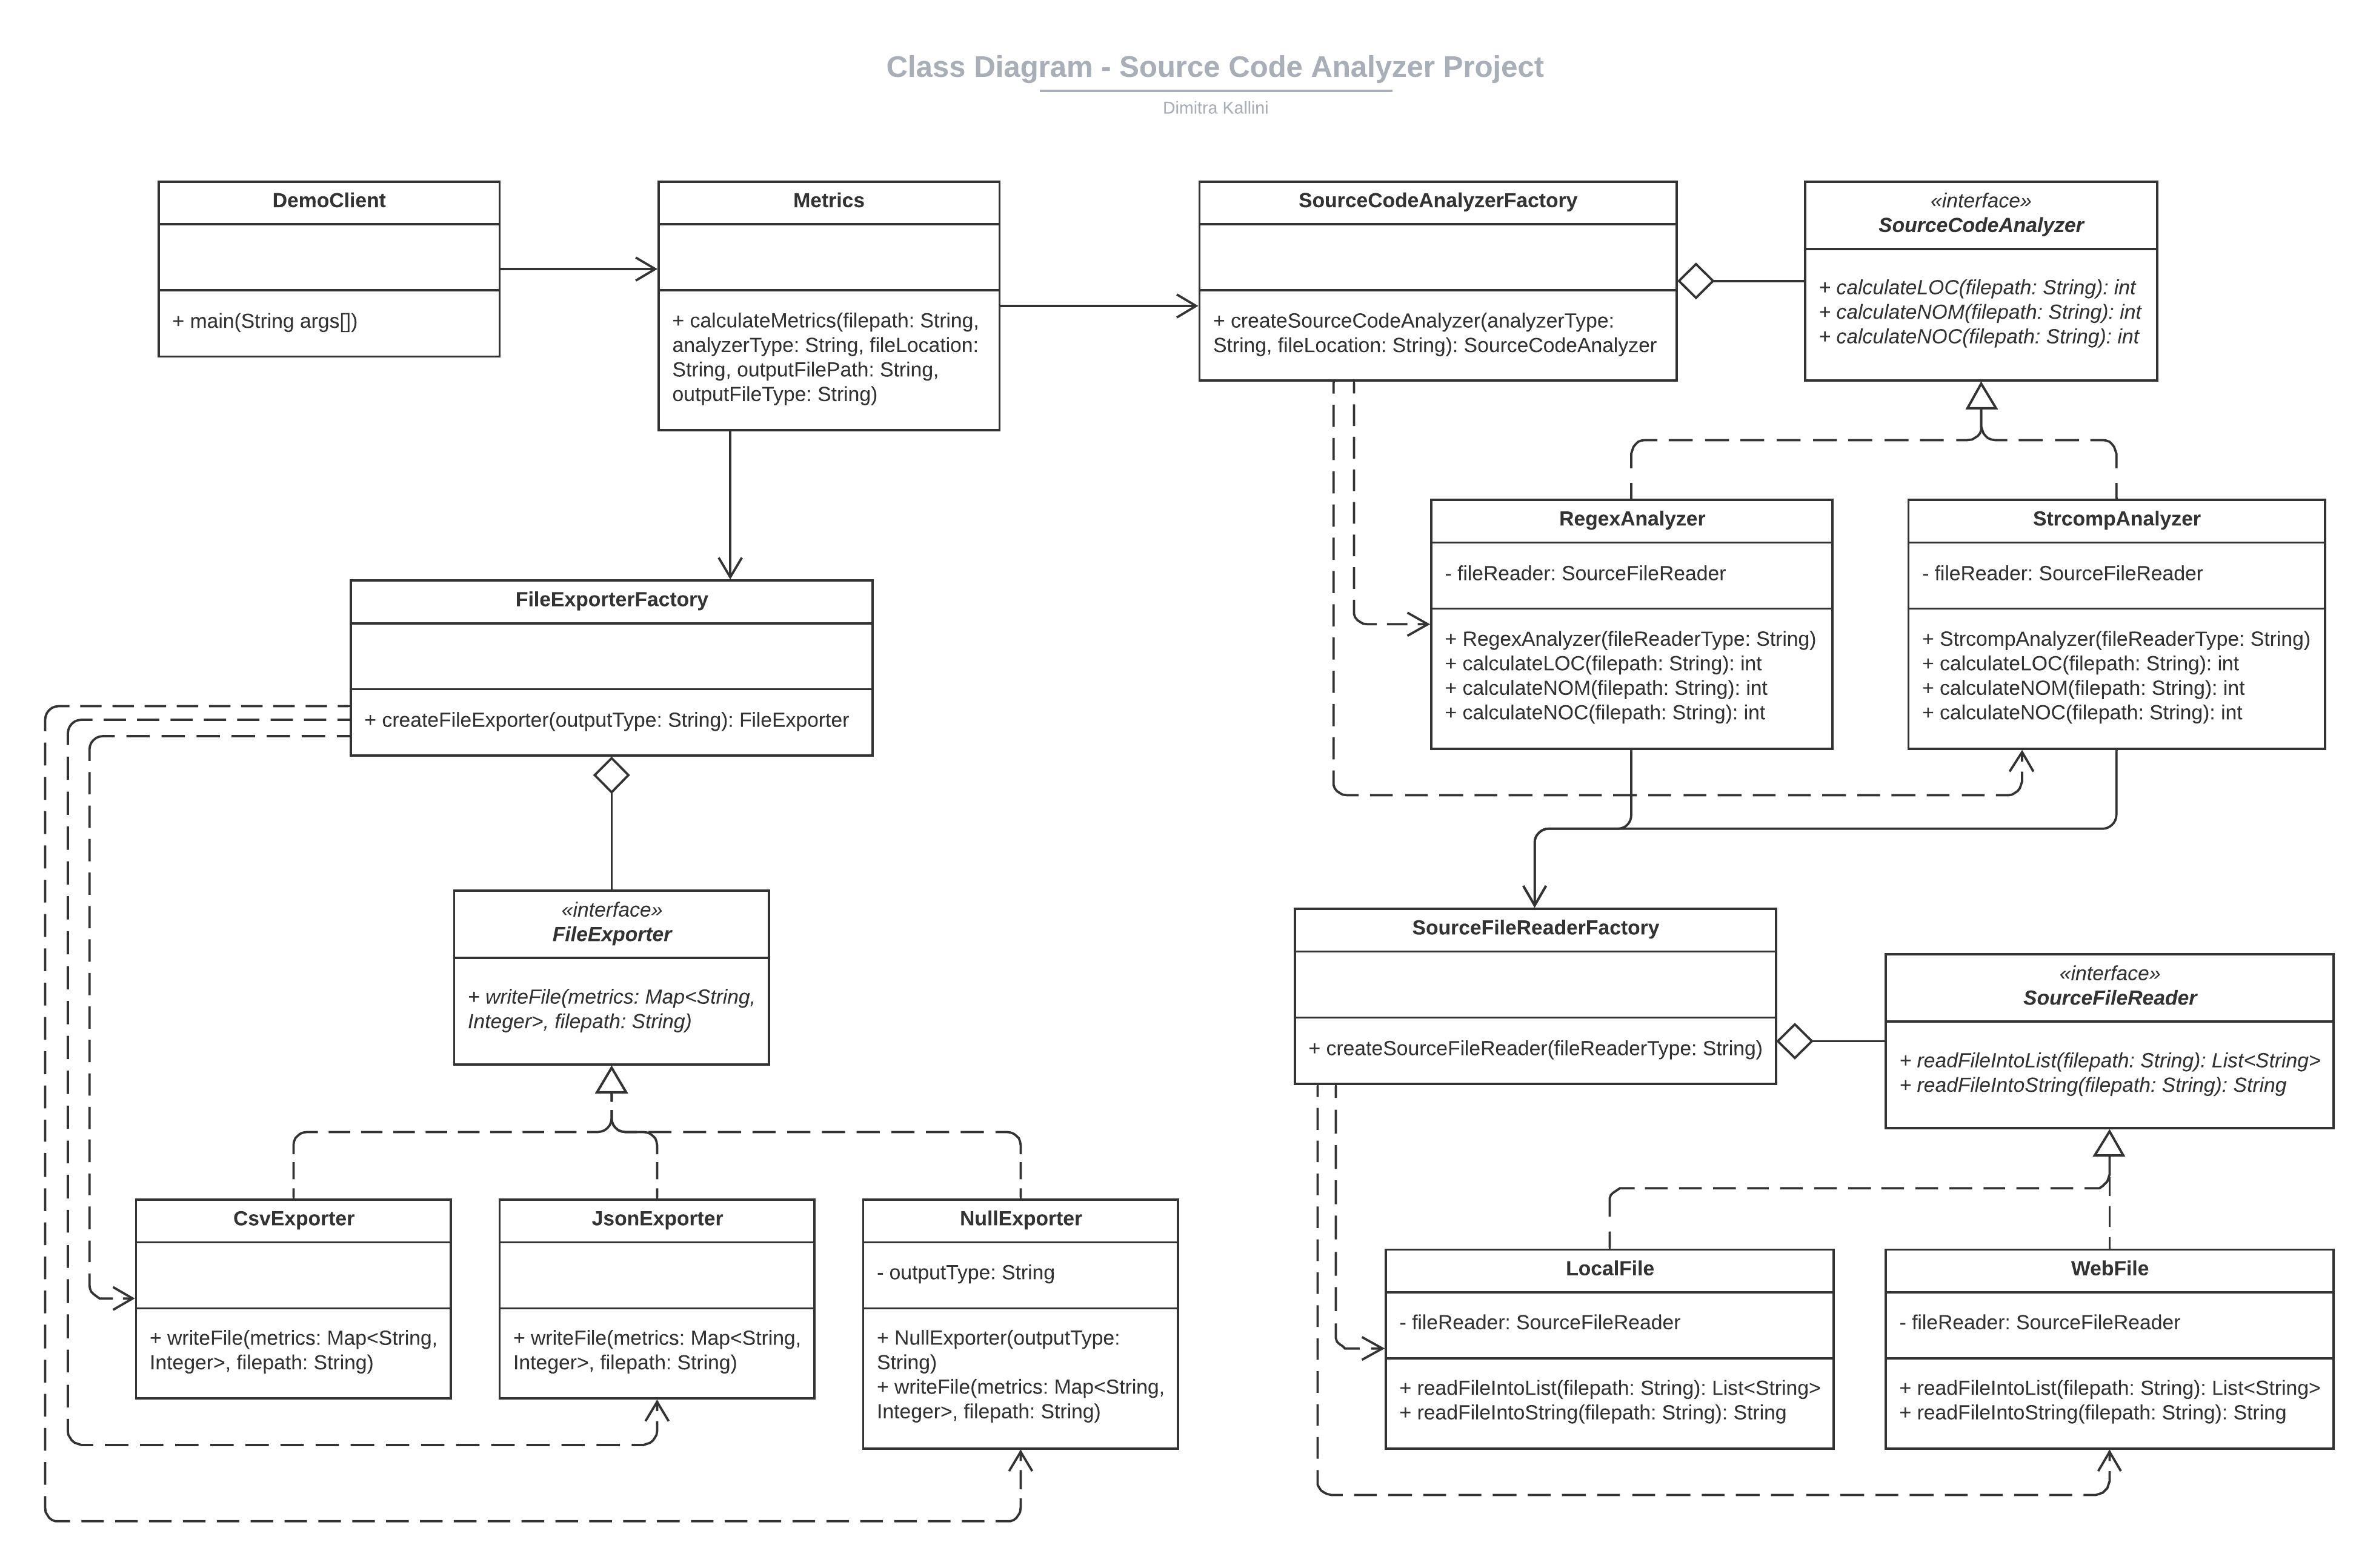 Class Diagram - Source Code Analyzer Project
Dimitra Kallini
DemoClient
+ main(String args[])
Metrics
+ calculateMetrics(filepath: String,
analyzerType: String, fileLocation:
String, outputFilePath: String,
outputFileType: String)
SourceCodeAnalyzerFactory
+ createSourceCodeAnalyzer(analyzerType:
String, fileLocation: String): SourceCodeAnalyzer
«interface»
SourceCodeAnalyzer
+ calculateLOC(filepath: String): int
+ calculateNOM(filepath: String): int
+ calculateNOC(filepath: String): int
RegexAnalyzer
- fileReader: SourceFileReader
+ RegexAnalyzer(fileReaderType: String)
+ calculateLOC(filepath: String): int
+ calculateNOM(filepath: String): int
+ calculateNOC(filepath: String): int
StrcompAnalyzer
- fileReader: SourceFileReader
+ StrcompAnalyzer(fileReaderType: String)
+ calculateLOC(filepath: String): int
+ calculateNOM(filepath: String): int
+ calculateNOC(filepath: String): int
FileExporterFactory
+ createFileExporter(outputType: String): FileExporter
«interface»
FileExporter
+ writeFile(metrics: Map<String,
Integer>, filepath: String)
SourceFileReaderFactory
+ createSourceFileReader(fileReaderType: String)
«interface»
SourceFileReader
+ readFileIntoList(filepath: String): List<String>
+ readFileIntoString(filepath: String): String
CsvExporter
+ writeFile(metrics: Map<String,
Integer>, filepath: String)
JsonExporter
+ writeFile(metrics: Map<String,
Integer>, filepath: String)
NullExporter
- outputType: String
+ NullExporter(outputType:
String)
+ writeFile(metrics: Map<String,
Integer>, filepath: String)
LocalFile
- fileReader: SourceFileReader
+ readFileIntoList(filepath: String): List<String>
+ readFileIntoString(filepath: String): String
WebFile
- fileReader: SourceFileReader
+ readFileIntoList(filepath: String): List<String>
+ readFileIntoString(filepath: String): String